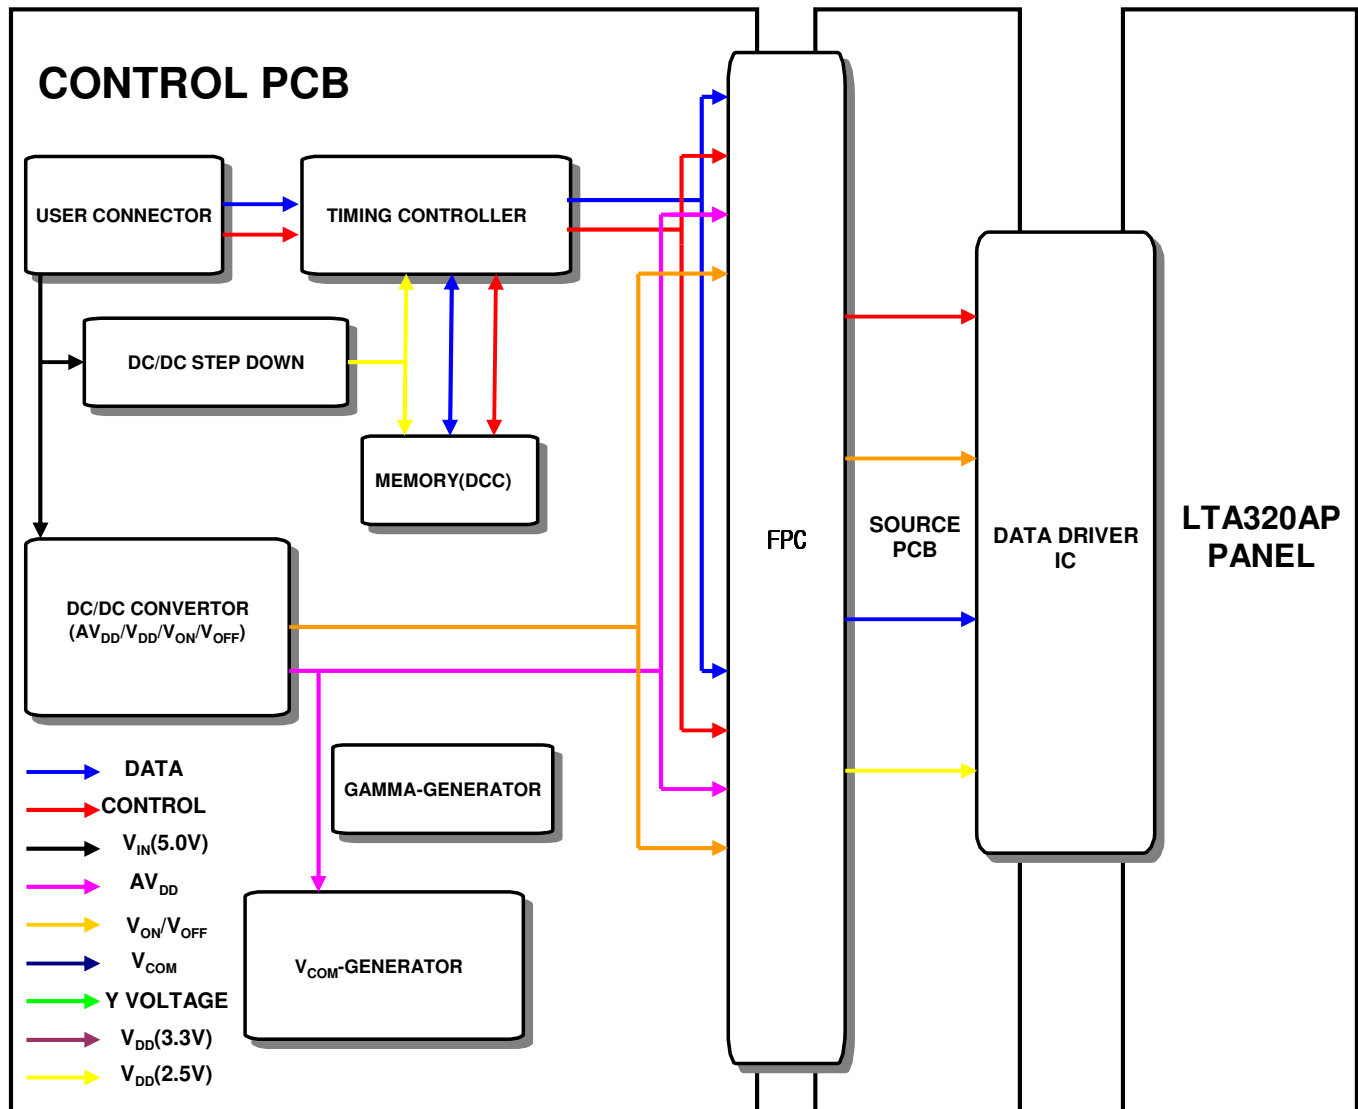 CONTROL PCB
USER CONNECTOR
TIMING CONTROLLER
DC/DC STEP DOWN
MEMORY(DCC)
DC/DC CONVERTOR
(AVDD/VDD/VON/VOFF)
GAMMA-GENERATOR
VCOM-GENERATOR
DATA
CONTROL
VIN(5.0V)
AVDD
VON/VOFF
VCOM
Y VOLTAGE
VDD(3.3V)
VDD(2.5V)
FPC
SOURCE
PCB
DATA DRIVER
IC
LTA320AP
PANEL